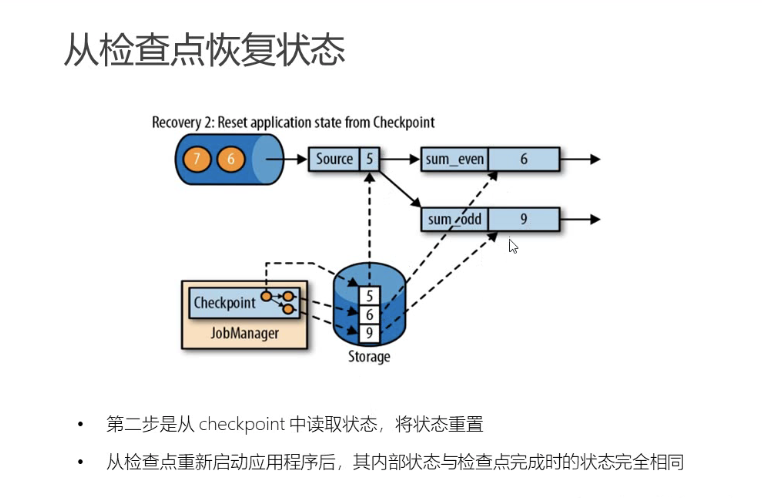 从检查点恢复状态
Recovery 2: Reset application state from Checkpoint
7 6 Source 5 sum_even 6
sum_odd 9
Checkpoint
JobManager
5
6
9
Storage
• 第二步是从 checkpoint 中读取状态，将状态重置
• 从检查点重新启动应用程序后，其内部状态与检查点完成时的状态完全相同